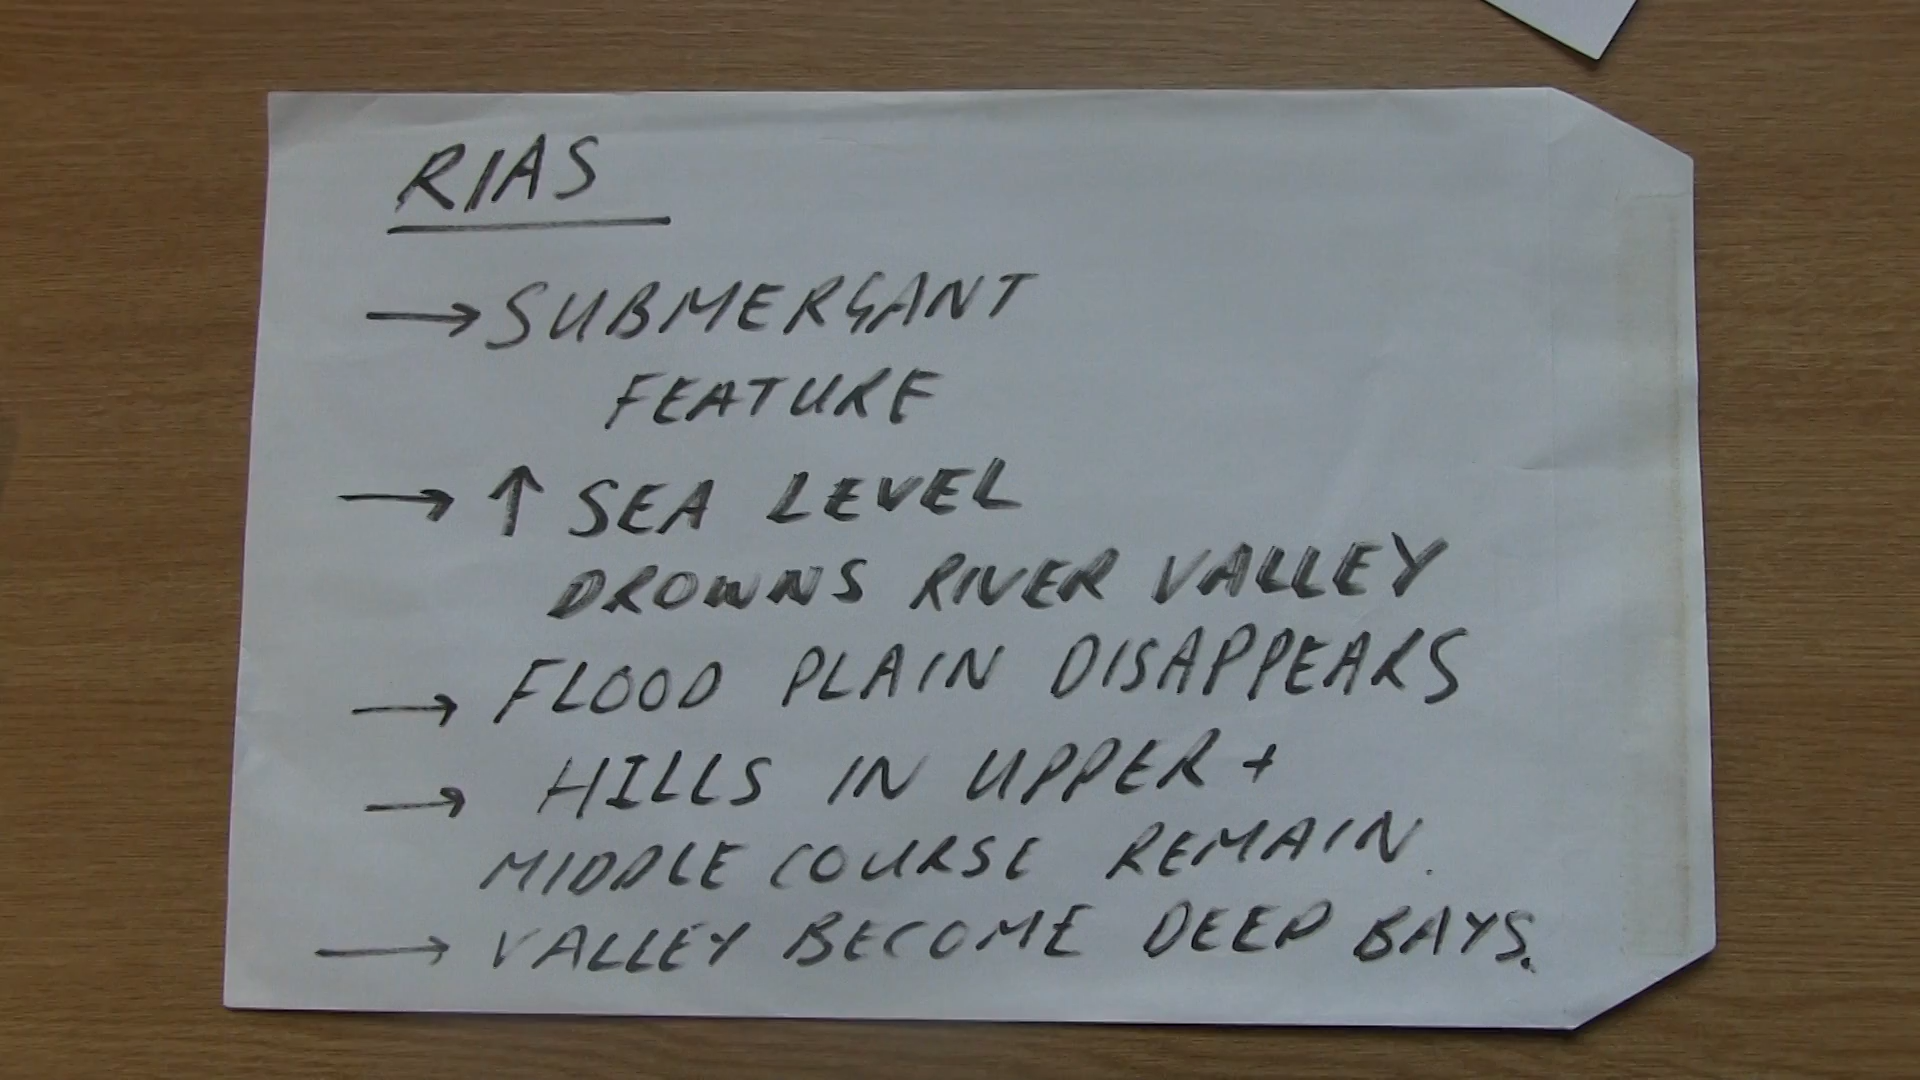 RIAS
→ SUBMERGANT
FEATURE
→ ↑ SEA LEVEL
DROWNS RIVER VALLEY
→ FLOOD PLAIN DISAPPEARS
→ HILLS IN UPPER +
MIDDLE COURSE REMAIN.
→ VALLEY BECOME DEEP BAYS.